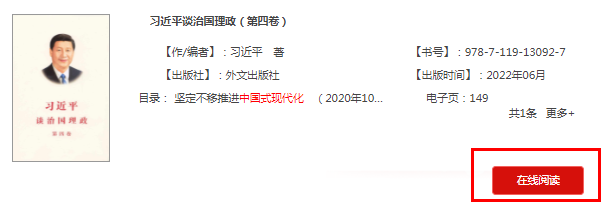 习近平谈治国理政（第四卷）
【作/编者】：习近平 著
【书号】：978-7-119-13092-7
【出版社】：外文出版社
【出版时间】：2022年06月
目录： 坚定不移推进中国式现代化 （2020年10...
电子页：149
共1条 更多+
习近平
谈治国理政
第四卷
在线阅读